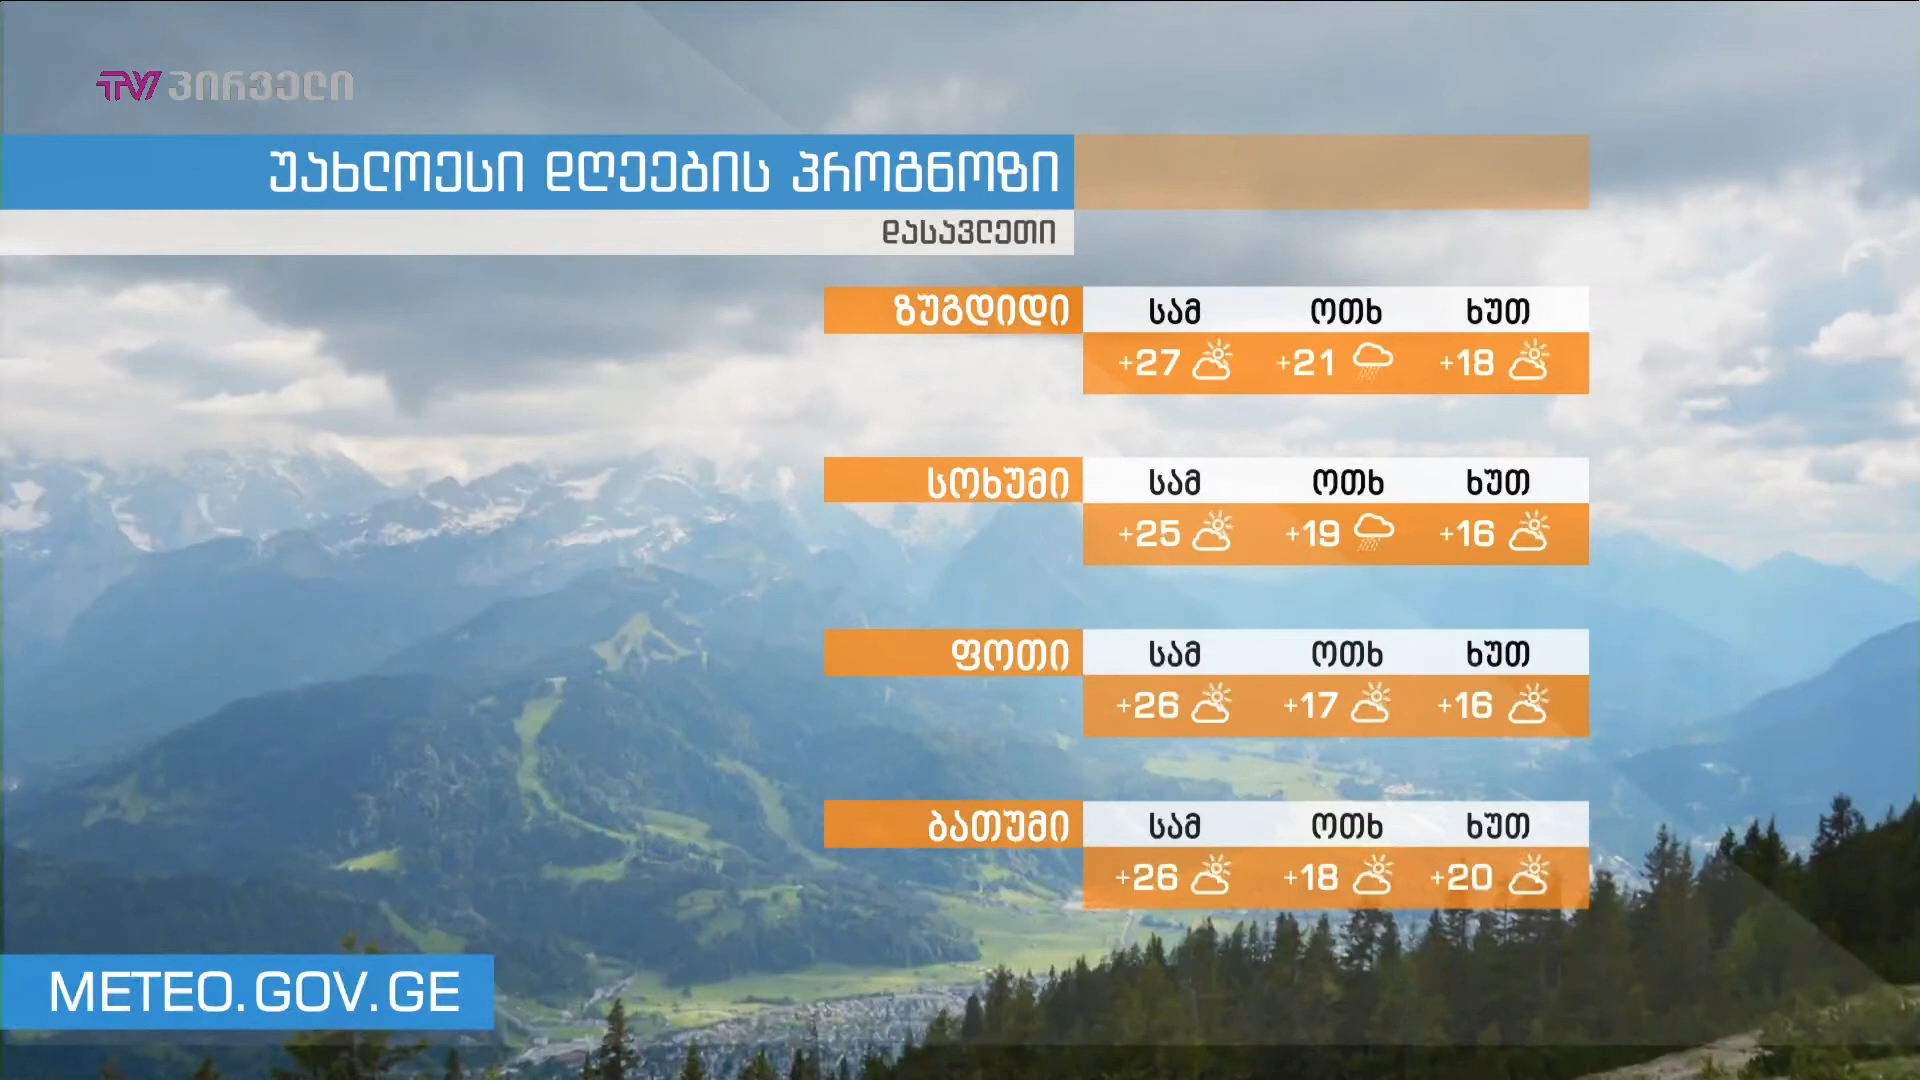 TV პირველი
უახლოესი დღეების პროგნოზი
დასავლეთი
ზუგდიდი სამ ოთხ ხუთ
+27 +21 +18
სოხუმი სამ ოთხ ხუთ
+25 +19 +16
ფოთი სამ ოთხ ხუთ
+26 +17 +16
ბათუმი სამ ოთხ ხუთ
+26 +18 +20
METEO.GOV.GE